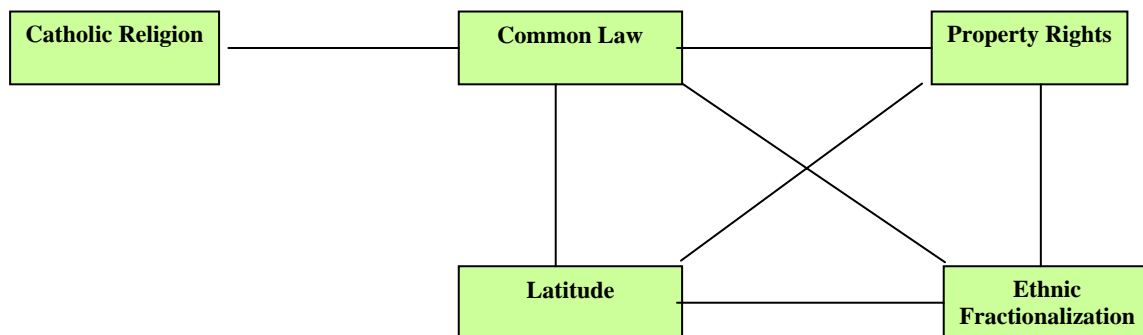 Catholic Religion
Common Law
Property Rights
Latitude
Ethnic
Fractionalization